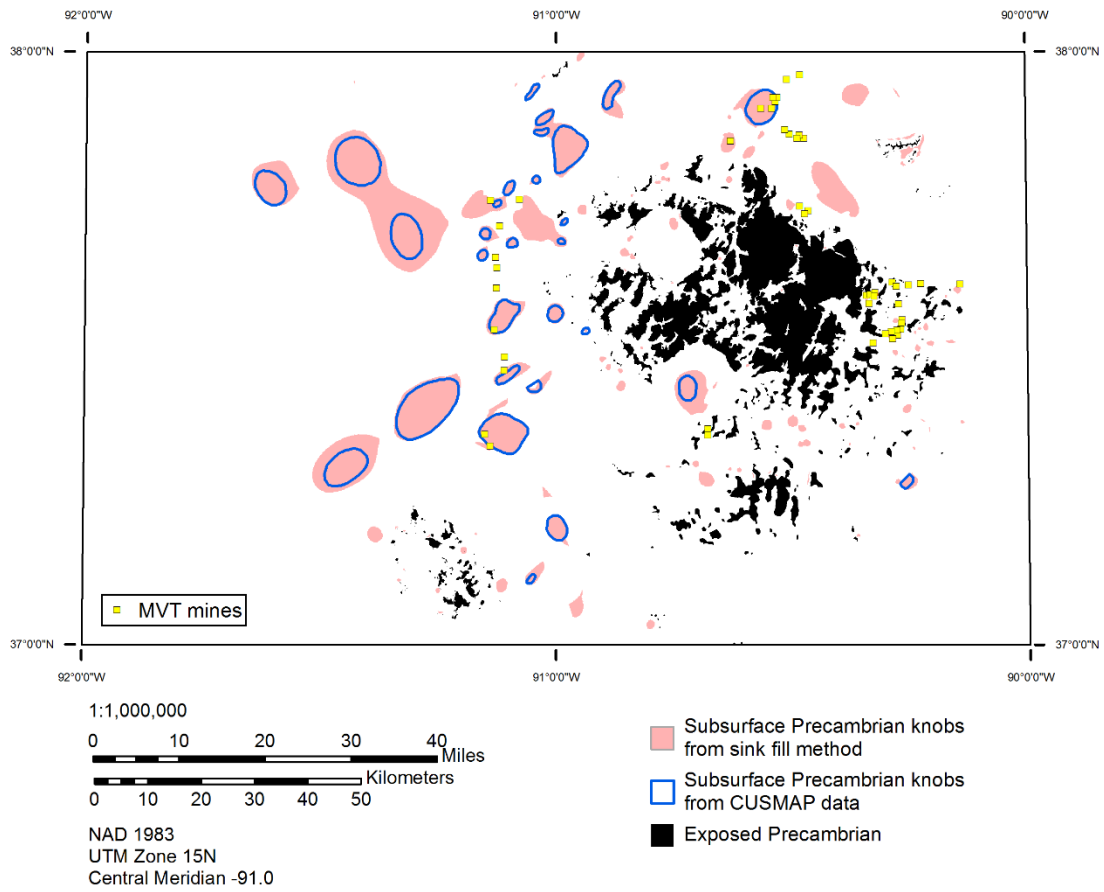 92°0'0"W 91°0'0"W 90°0'0"W
38°0'0"N 38°0'0"N
MVT mines
37°0'0"N 37°0'0"N
92°0'0"W 91°0'0"W 90°0'0"W
1:1,000,000
0 10 20 30 40
Miles
Kilometers
0 10 20 30 40 50
NAD 1983
UTM Zone 15N
Central Meridian -91.0
Subsurface Precambrian knobs
from sink fill method
Subsurface Precambrian knobs
from CUSMAP data
Exposed Precambrian